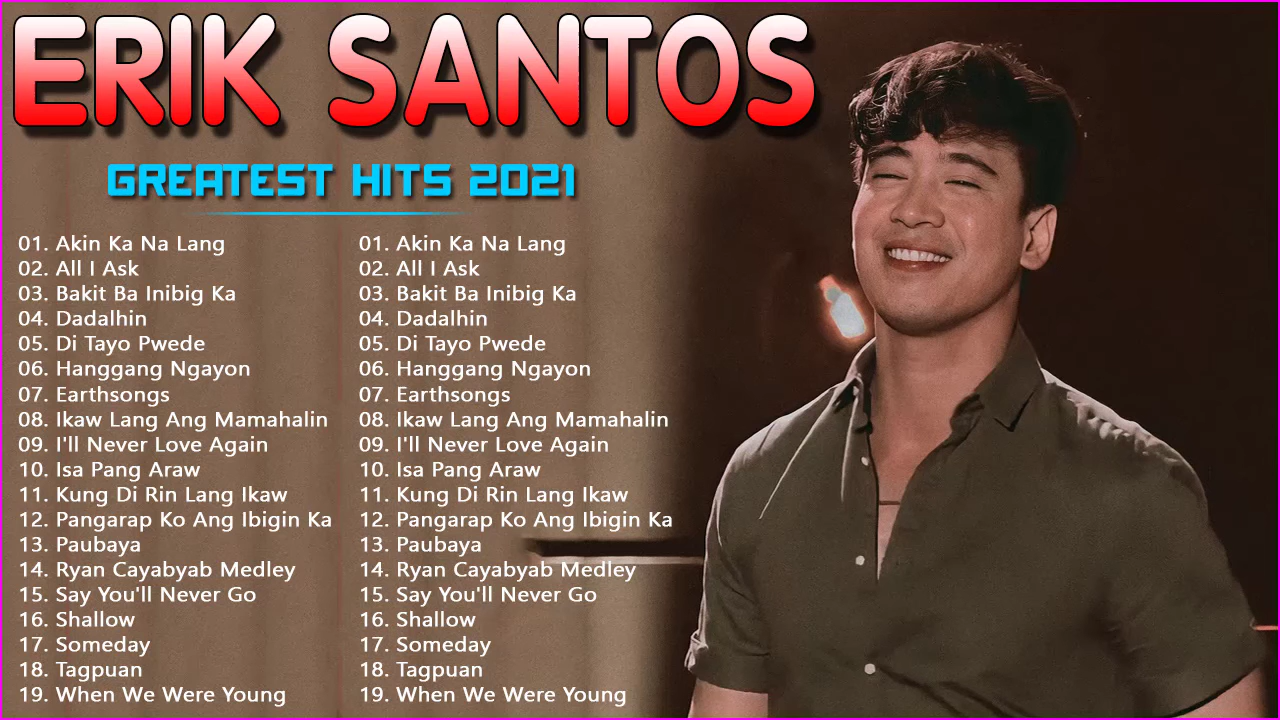 ERIK SANTOS
GREATEST HITS 2021
01. Akin Ka Na Lang
02. All I Ask
03. Bakit Ba Inibig Ka
04. Dadalhin
05. Di Tayo Pwede
06. Hanggang Ngayon
07. Earthsongs
08. Ikaw Lang Ang Mamahalin
09. I'll Never Love Again
10. Isa Pang Araw
11. Kung Di Rin Lang Ikaw
12. Pangarap Ko Ang Ibigin Ka
13. Paubaya
14. Ryan Cayabyab Medley
15. Say You'll Never Go
16. Shallow
17. Someday
18. Tagpuan
19. When We Were Young
01. Akin Ka Na Lang
02. All I Ask
03. Bakit Ba Inibig Ka
04. Dadalhin
05. Di Tayo Pwede
06. Hanggang Ngayon
07. Earthsongs
08. Ikaw Lang Ang Mamahalin
09. I'll Never Love Again
10. Isa Pang Araw
11. Kung Di Rin Lang Ikaw
12. Pangarap Ko Ang Ibigin Ka
13. Paubaya
14. Ryan Cayabyab Medley
15. Say You'll Never Go
16. Shallow
17. Someday
18. Tagpuan
19. When We Were Young